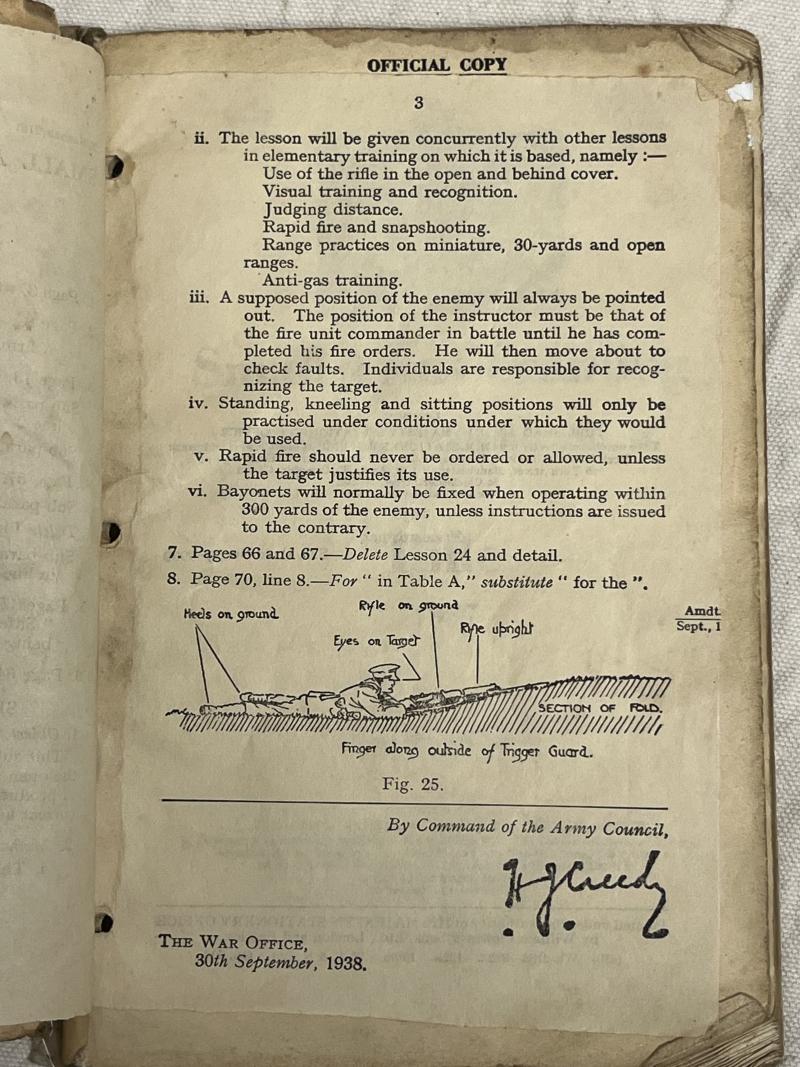 OFFICIAL COPY
3
ii. The lesson will be given concurrently with other lessons
in elementary training on which it is based, namely :—
Use of the rifle in the open and behind cover.
Visual training and recognition.
Judging distance.
Rapid fire and snapshooting.
Range practices on miniature, 30-yards and open
ranges.
Anti-gas training.
iii. A supposed position of the enemy will always be pointed
out. The position of the instructor must be that of
the fire unit commander in battle until he has com-
pleted his fire orders. He will then move about to
check faults. Individuals are responsible for recog-
nizing the target.
iv. Standing, kneeling and sitting positions will only be
practised under conditions under which they would
be used.
v. Rapid fire should never be ordered or allowed, unless
the target justifies its use.
vi. Bayonets will normally be fixed when operating within
300 yards of the enemy, unless instructions are issued
to the contrary.
7. Pages 66 and 67.—Delete Lesson 24 and detail.
8. Page 70, line 8.—For “ in Table A,” substitute “ for the ”.
Amdt.
Sept., 1
Heels on ground
Rifle on ground
Eyes on Target
Rifle upright
SECTION OF FOLD.
Finger along outside of Trigger Guard.
Fig. 25.
By Command of the Army Council,
H J Creedy
THE WAR OFFICE,
30th September, 1938.